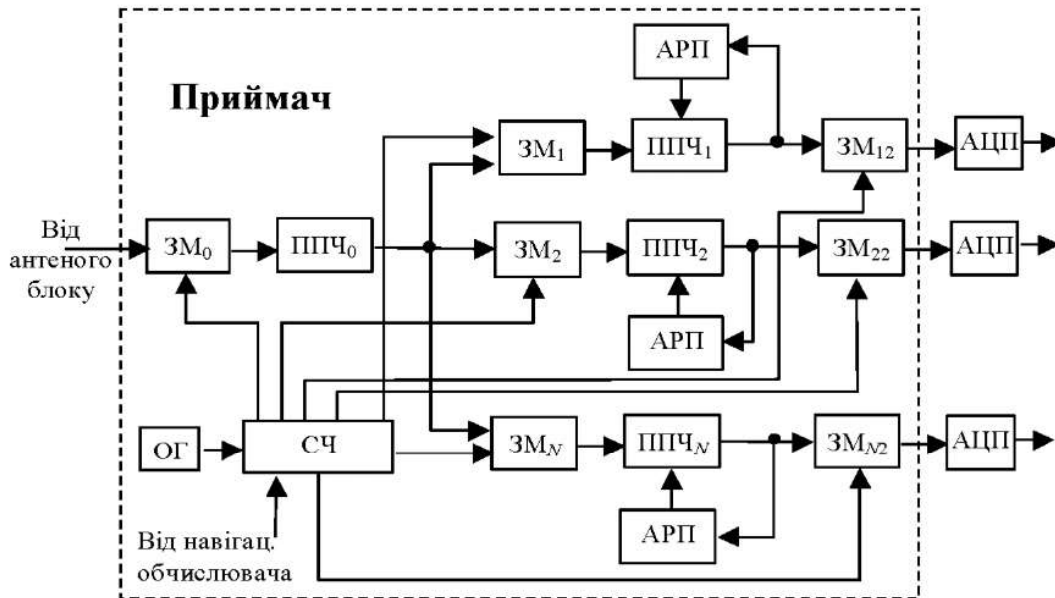 АРП
Приймач
ЗМ₁
ППЧ₁
ЗМ₁₂
АЦП
Від
антеного
блоку
ЗМ₀
ППЧ₀
ЗМ₂
ППЧ₂
ЗМ₂₂
АЦП
АРП
ОГ
СЧ
ЗМN
ППЧN
ЗМN2
АЦП
АРП
Від навігац.
обчислювача